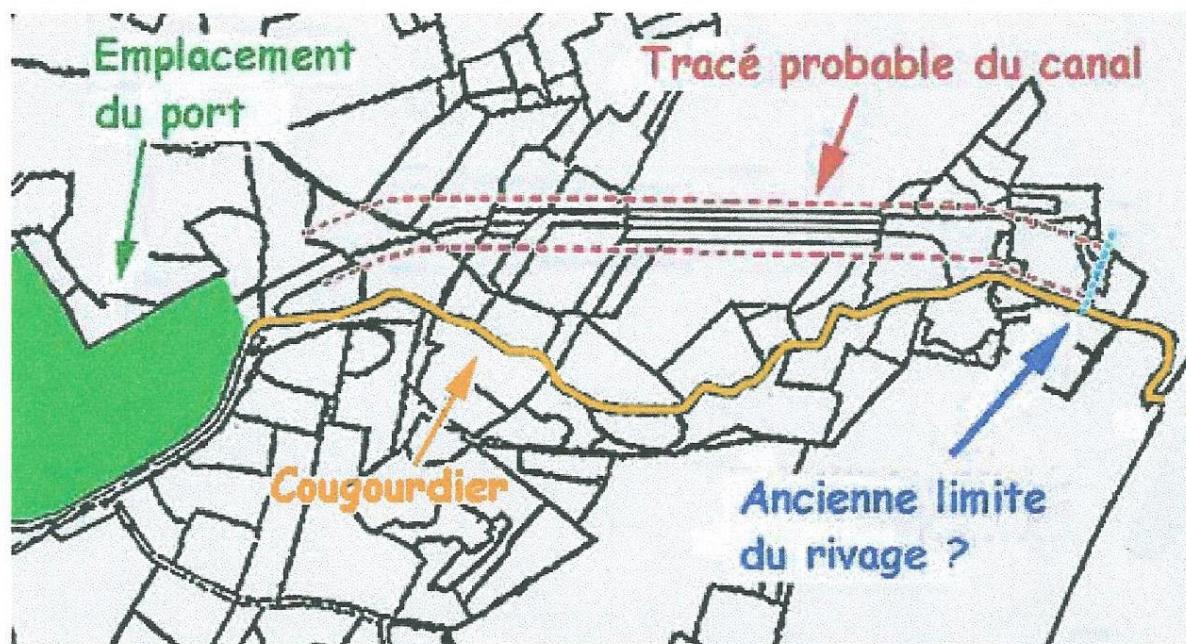 Emplacement
du port
Tracé probable du canal
Cougourdier
Ancienne limite
du rivage ?